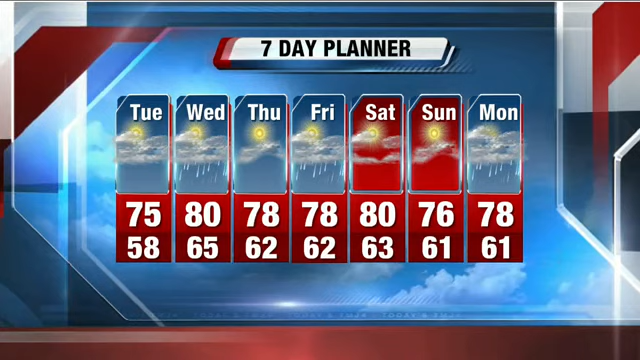 7 DAY PLANNER
Tue Wed Thu Fri Sat Sun Mon
75 80 78 78 80 76 78
58 65 62 62 63 61 61